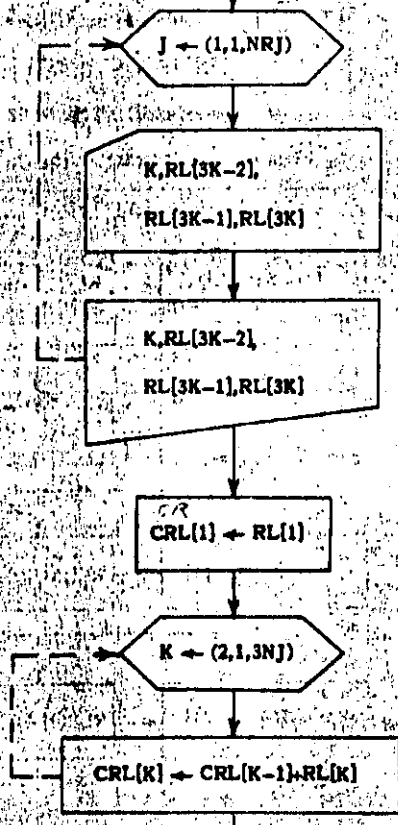 J ← (1,1,NRJ)
K,RL[3K-2],
RL[3K-1],RL[3K]
K,RL[3K-2],
RL[3K-1],RL[3K]
CRL[1] ← RL[1]
K ← (2,1,3NJ)
CRL[K] ← CRL[K-1]+RL[K]